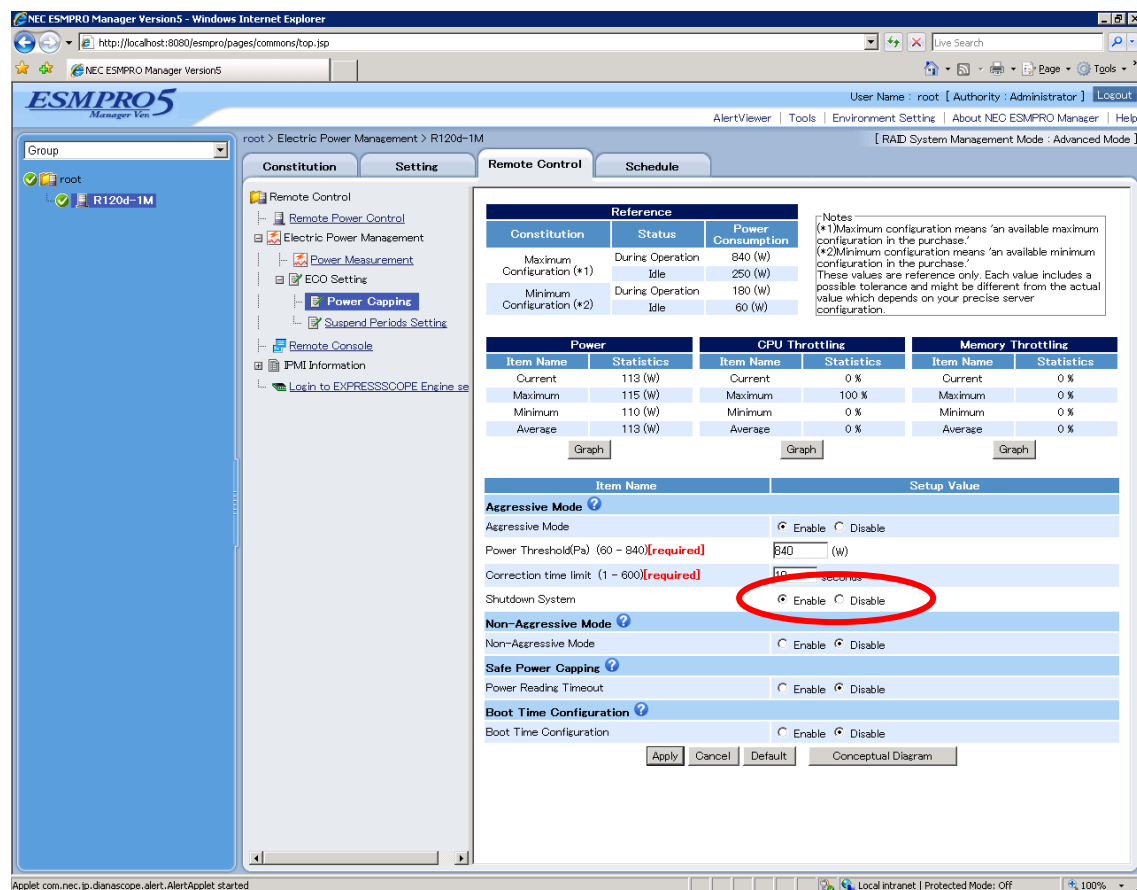 NEC ESMPRO Manager Version5 - Windows Internet Explorer
http://localhost:8080/esmpro/pages/commons/top.jsp
Live Search
NEC ESMPRO Manager Version5
Page
Tools
ESMPRO5
Manager Ver.
User Name : root [ Authority : Administrator ] Logout
AlertViewer | Tools | Environment Setting | About NEC ESMPRO Manager | Help
root > Electric Power Management > R120d-1M
[ RAID System Management Mode : Advanced Mode ]
Group
root
R120d-1M
Constitution
Setting
Remote Control
Schedule
Remote Control
Remote Power Control
Electric Power Management
Power Measurement
ECO Setting
Power Capping
Suspend Periods Setting
Remote Console
IPMI Information
Login to EXPRESSSCOPE Engine se
Reference
Constitution Status Power Consumption
Maximum Configuration (*1) During Operation 840 (W)
Idle 250 (W)
Minimum Configuration (*2) During Operation 180 (W)
Idle 60 (W)
Notes
(*1)Maximum configuration means 'an available maximum
configuration in the purchase.'
(*2)Minimum configuration means 'an available minimum
configuration in the purchase.'
These values are reference only. Each value includes a
possible tolerance and might be different from the actual
value which depends on your precise server
configuration.
Power CPU Throttling Memory Throttling
Item Name Statistics Item Name Statistics Item Name Statistics
Current 113 (W) Current 0 % Current 0 %
Maximum 115 (W) Maximum 100 % Maximum 0 %
Minimum 110 (W) Minimum 0 % Minimum 0 %
Average 113 (W) Average 0 % Average 0 %
Graph Graph Graph
Item Name Setup Value
Aggressive Mode
Aggressive Mode Enable Disable
Power Threshold(Pa) (60 - 840)[required] 840 (W)
Correction time limit (1 - 600)[required] seconds
Shutdown System Enable Disable
Non-Aggressive Mode
Non-Aggressive Mode Enable Disable
Safe Power Capping
Power Reading Timeout Enable Disable
Boot Time Configuration
Boot Time Configuration Enable Disable
Apply Cancel Default Conceptual Diagram
Applet com.nec.jp.dianascope.alert.AlertApplet started
Local intranet | Protected Mode: Off
100%